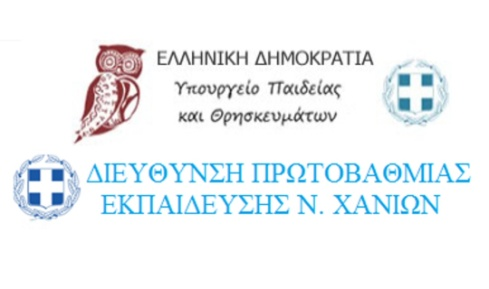 ΕΛΛΗΝΙΚΗ ΔΗΜΟΚΡΑΤΙΑ
Υπουργείο Παιδείας
και Θρησκευμάτων
ΔΙΕΥΘΥΝΣΗ ΠΡΩΤΟΒΑΘΜΙΑΣ
ΕΚΠΑΙΔΕΥΣΗΣ Ν. ΧΑΝΙΩΝ